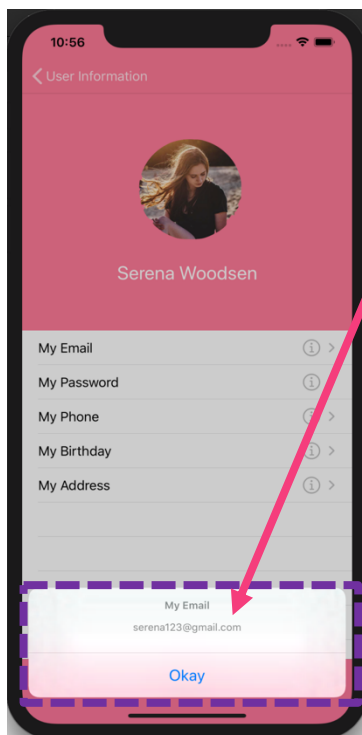 10:56
User Information
Serena Woodsen
My Email
My Password
My Phone
My Birthday
My Address
My Email
serena123@gmail.com
Okay